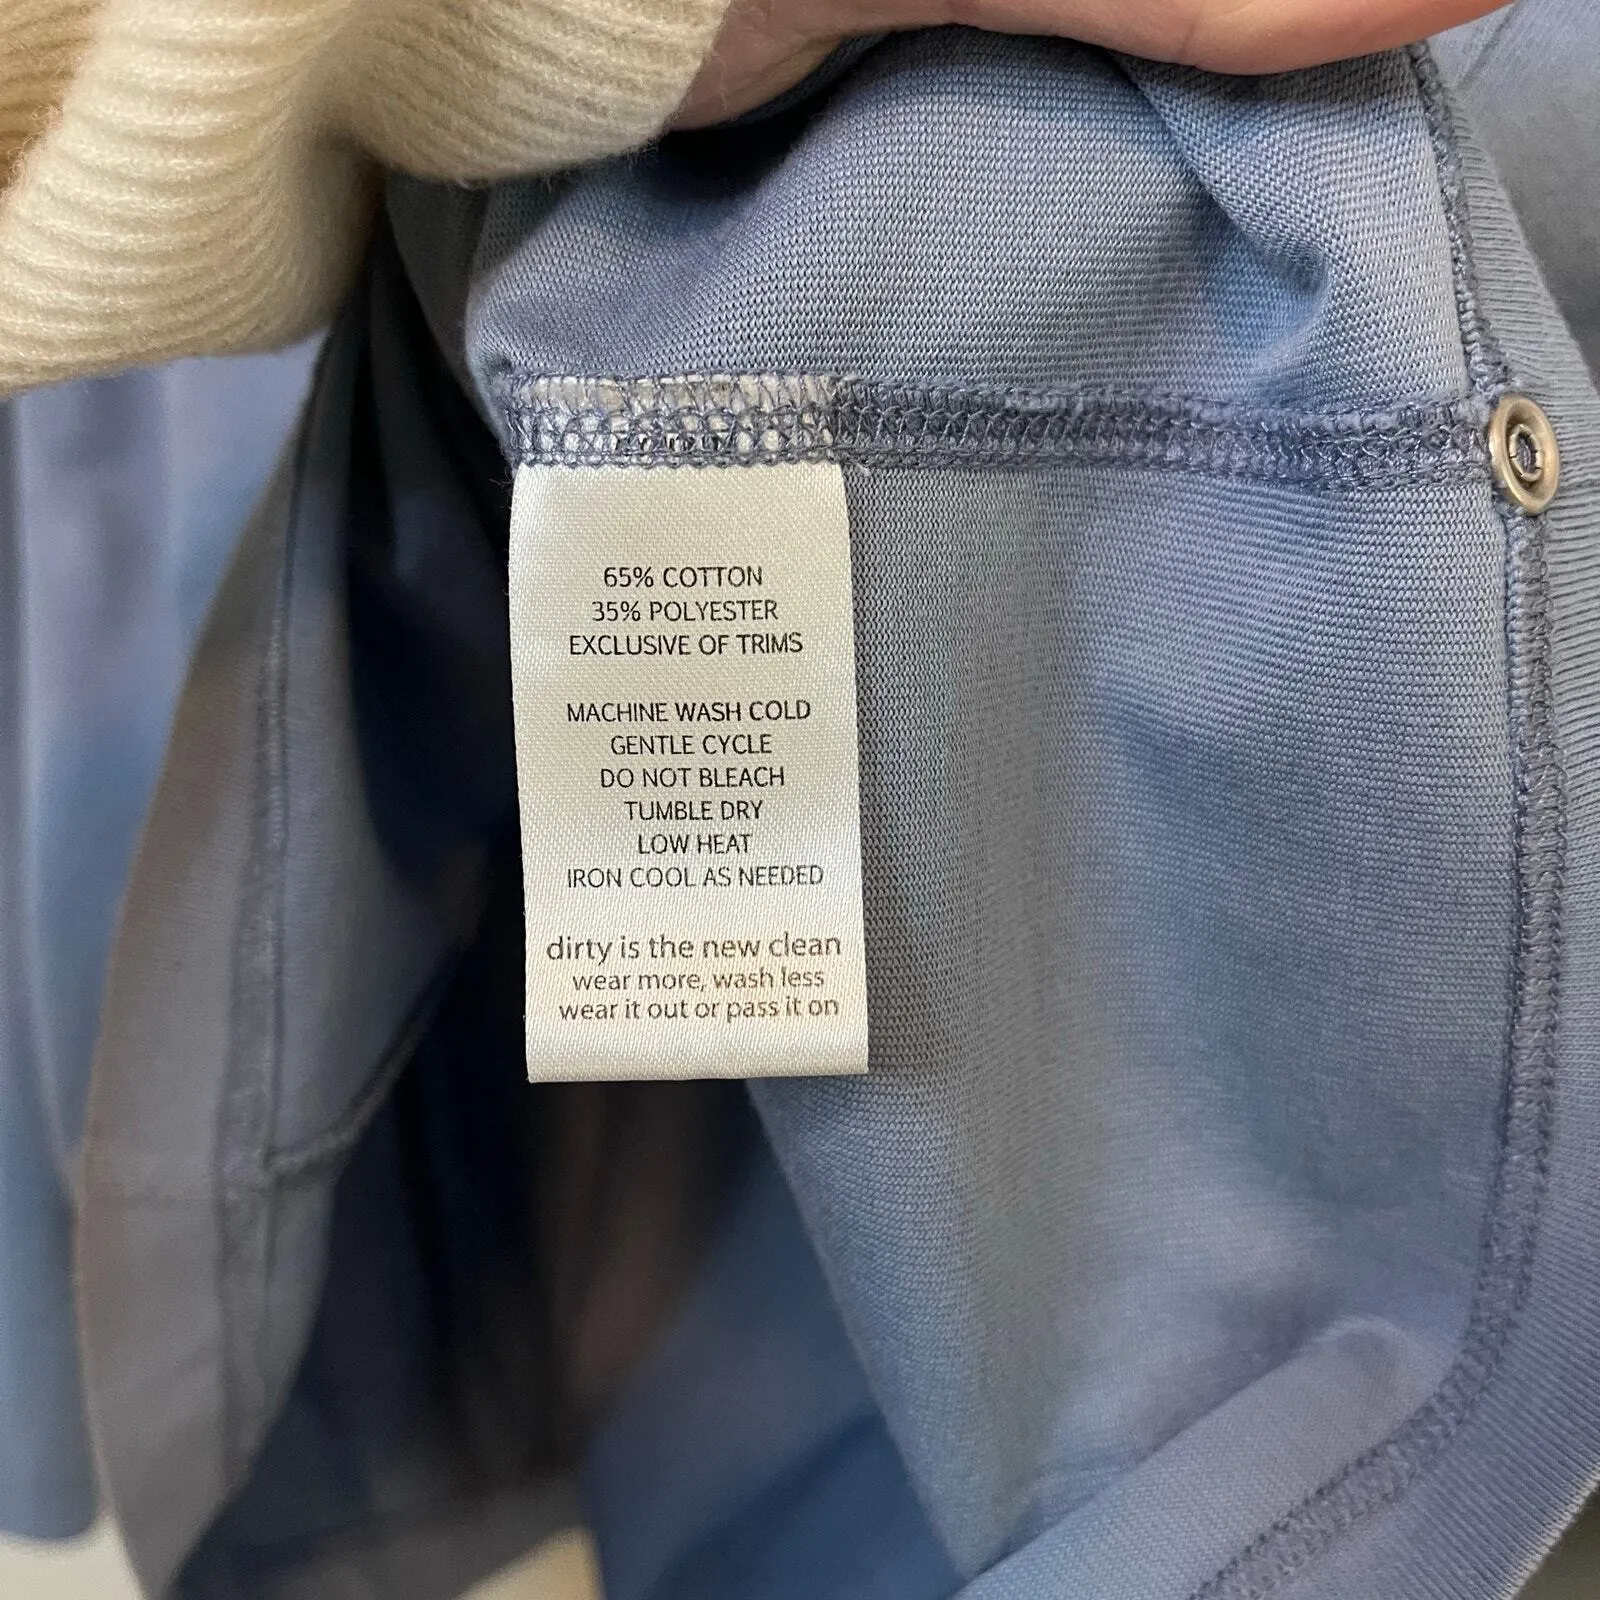 65% COTTON
35% POLYESTER
EXCLUSIVE OF TRIMS
MACHINE WASH COLD
GENTLE CYCLE
DO NOT BLEACH
TUMBLE DRY
LOW HEAT
IRON COOL AS NEEDED
dirty is the new clean
wear more, wash less
wear it out or pass it on